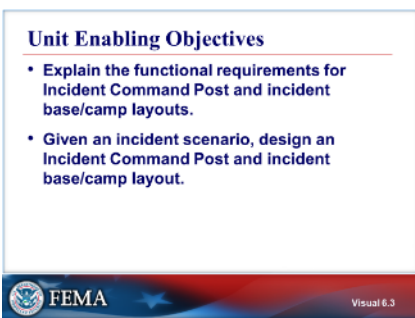 Unit Enabling Objectives
• Explain the functional requirements for
Incident Command Post and incident
base/camp layouts.
• Given an incident scenario, design an
Incident Command Post and incident
base/camp layout.
FEMA
Visual 6.3